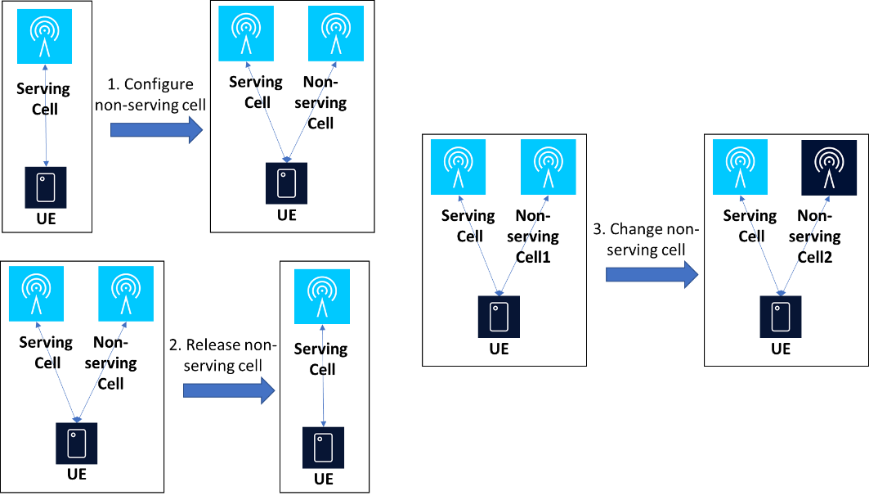 Serving
Cell
UE
1. Configure
non-serving cell
Serving
Cell
Non-
serving
Cell
UE
Serving
Cell
Non-
serving
Cell
UE
2. Release non-
serving cell
Serving
Cell
UE
Serving
Cell
Non-
serving
Cell1
UE
3. Change non-
serving cell
Serving
Cell
Non-
serving
Cell2
UE